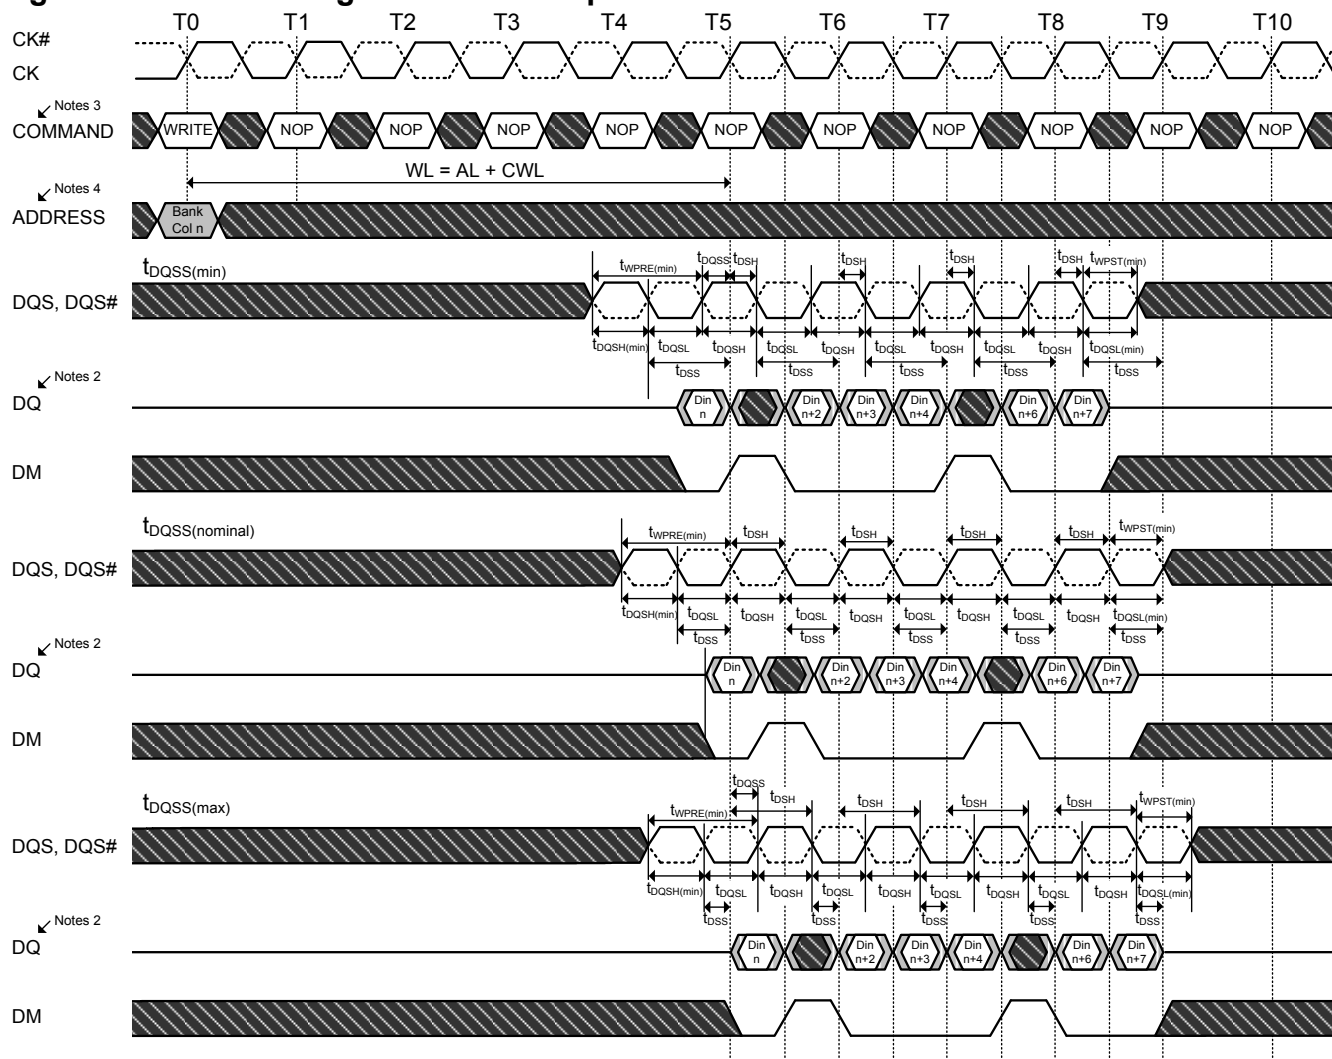 T0 T1 T2 T3 T4 T5 T6 T7 T8 T9 T10
CK#
CK
Notes 3
COMMAND WRITE NOP NOP NOP NOP NOP NOP NOP NOP NOP NOP
WL = AL + CWL
Notes 4
ADDRESS Bank Col n
tDQSS(min) tWPRE(min) tDQSS tDSH tDSH tDSH tDSH tWPST(min)
DQS, DQS#
tDQSH(min) tDQSL tDQSH tDQSL tDQSH tDQSL tDQSH tDQSL tDQSH tDQSL(min)
tDSS tDSS tDSS tDSS tDSS
Notes 2
DQ Din n Din n+2 Din n+3 Din n+4 Din n+6 Din n+7
DM
tDQSS(nominal) tWPRE(min) tDSH tDSH tDSH tDSH tWPST(min)
DQS, DQS#
tDQSH(min) tDQSL tDQSH tDQSL tDQSH tDQSL tDQSH tDQSL tDQSH tDQSL(min)
tDSS tDSS tDSS tDSS tDSS
Notes 2
DQ Din n Din n+2 Din n+3 Din n+4 Din n+6 Din n+7
DM
tDQSS
tDQSS(max) tWPRE(min) tDSH tDSH tDSH tDSH tWPST(min)
DQS, DQS#
tDQSH(min) tDQSL tDQSH tDQSL tDQSH tDQSL tDQSH tDQSL tDQSH tDQSL(min)
tDSS tDSS tDSS tDSS tDSS
Notes 2
DQ Din n Din n+2 Din n+3 Din n+4 Din n+6 Din n+7
DM